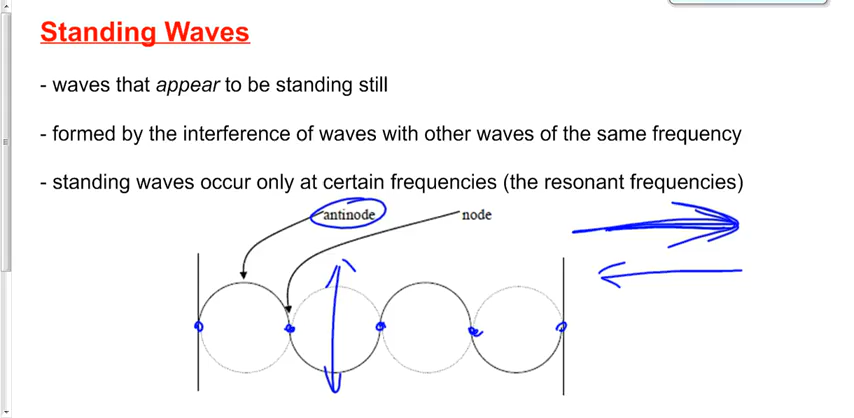 Standing Waves
- waves that appear to be standing still
- formed by the interference of waves with other waves of the same frequency
- standing waves occur only at certain frequencies (the resonant frequencies)
antinode
node